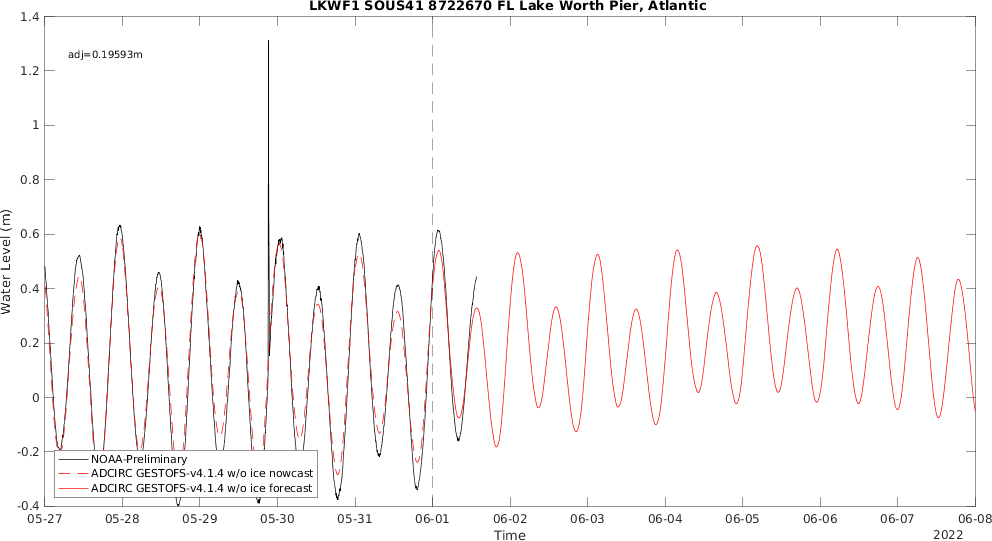 LKWF1 SOUS41 8722670 FL Lake Worth Pier, Atlantic
adj=0.19593m
Water Level (m)
1.4
1.2
1
0.8
0.6
0.4
0.2
0
-0.2
-0.4
NOAA-Preliminary
ADCIRC GESTOFS-v4.1.4 w/o ice nowcast
ADCIRC GESTOFS-v4.1.4 w/o ice forecast
05-27 05-28 05-29 05-30 05-31 06-01 06-02 06-03 06-04 06-05 06-06 06-07 06-08
Time
2022